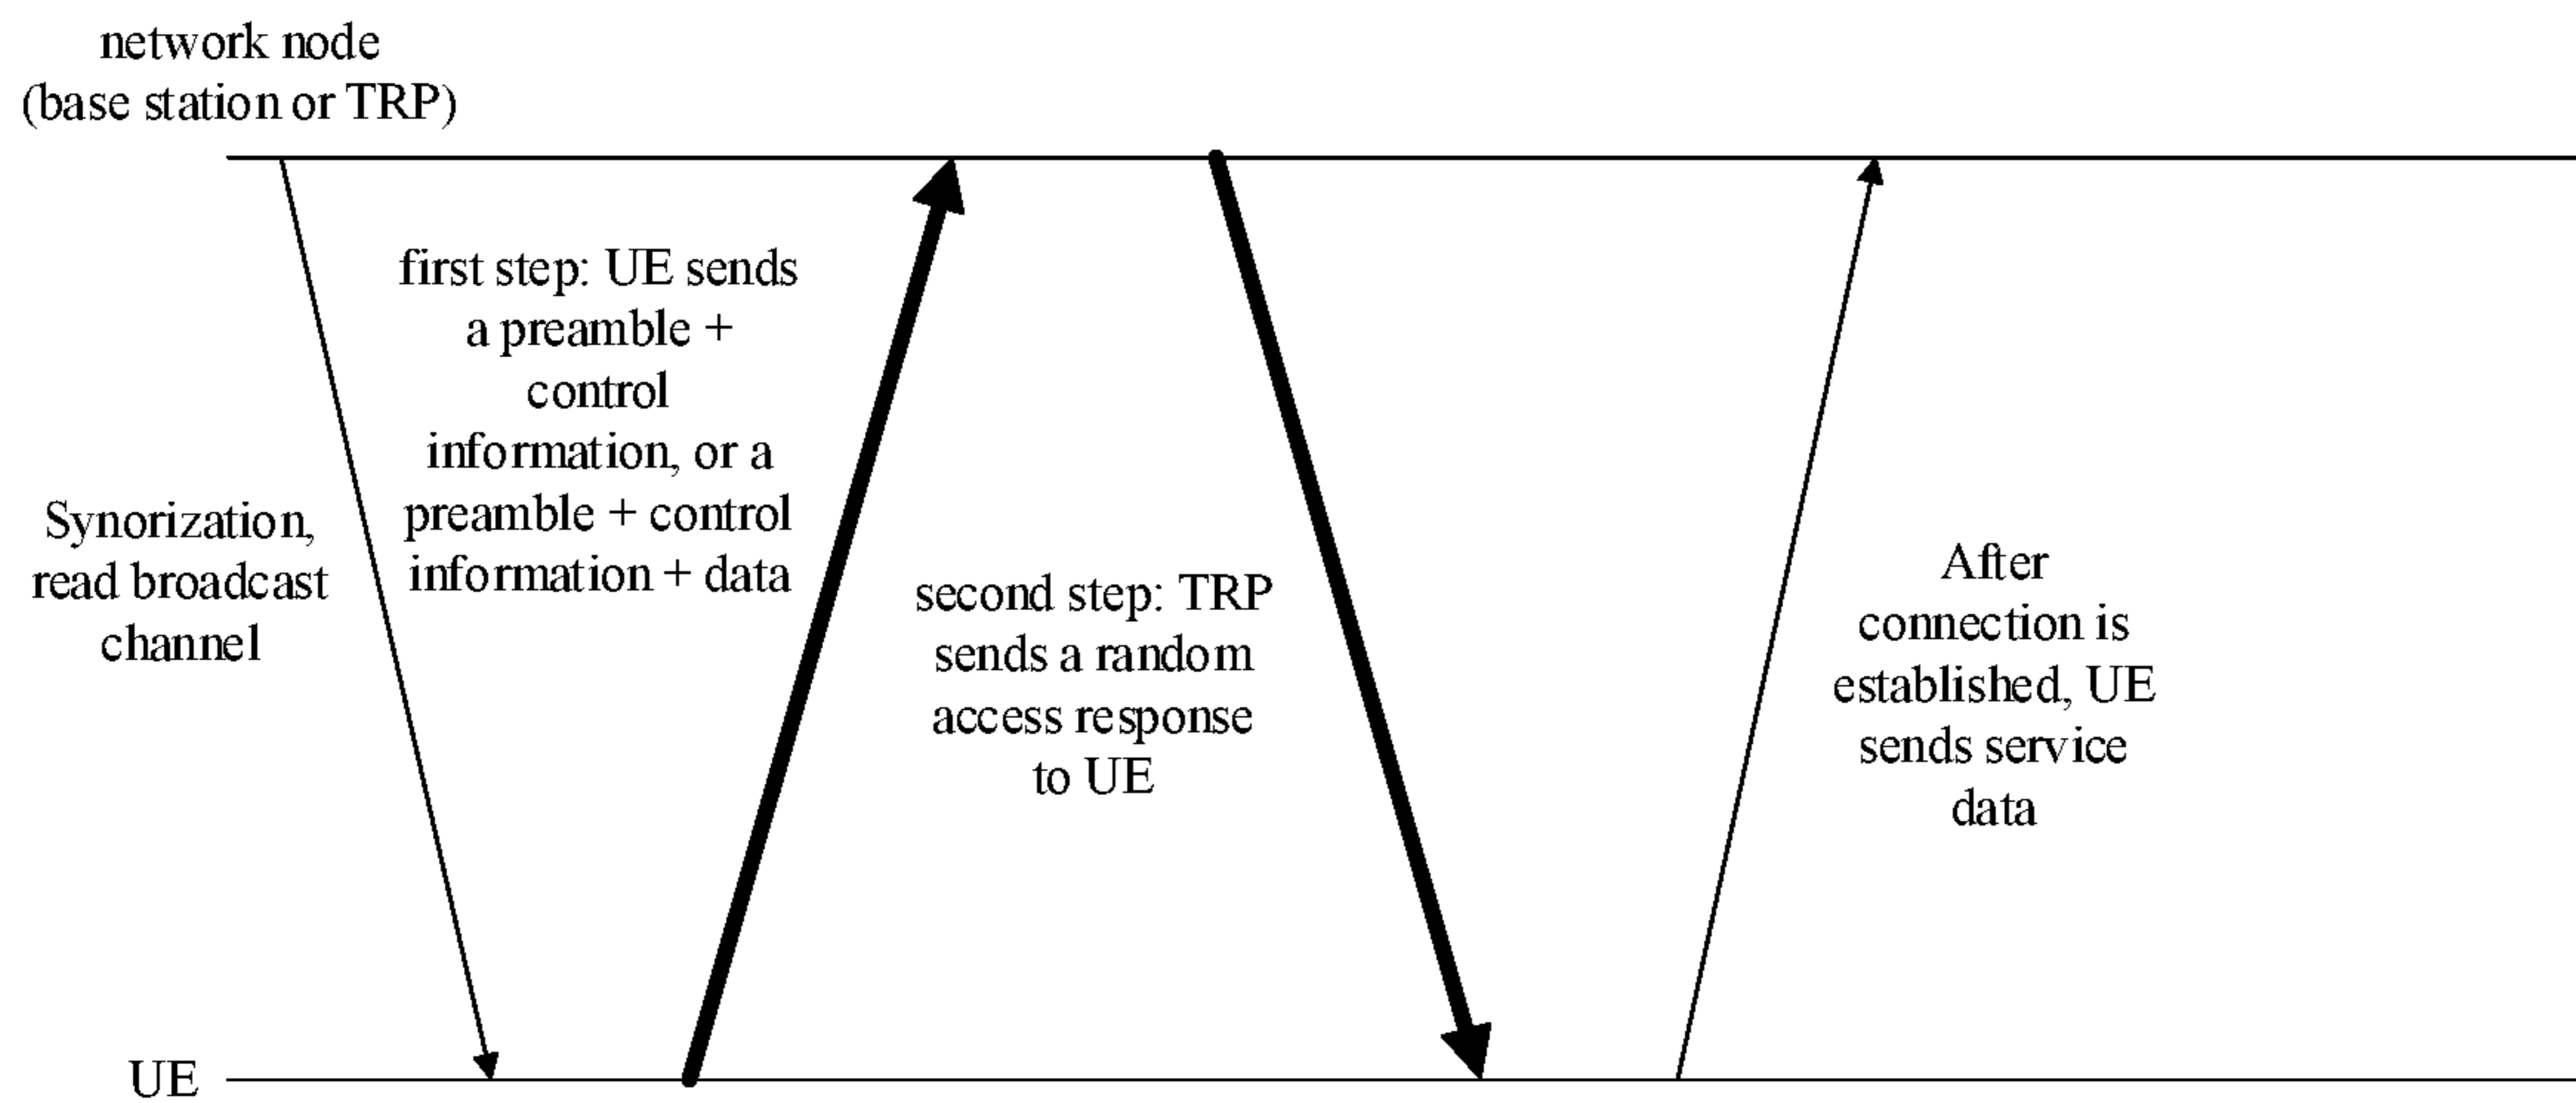 network node
(base station or TRP)
first step: UE sends
a preamble +
control
information, or a
preamble + control
information + data
Synorization,
read broadcast
channel
second step: TRP
sends a random
access response
to UE
After
connection is
established, UE
sends service
data
UE